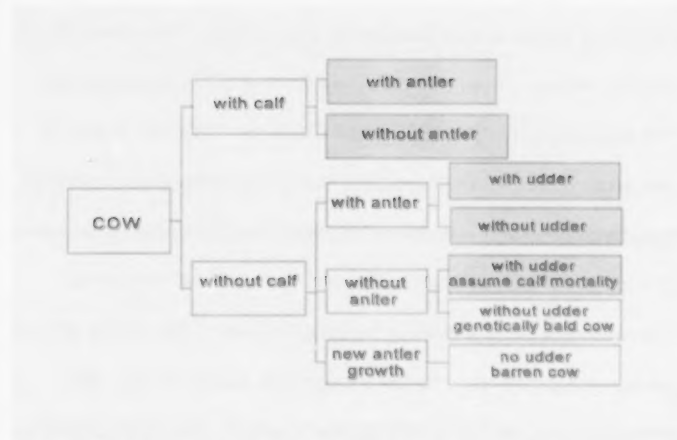 with calf
with antler
without antler
COW
without calf
with antler
with udder
without udder
without
antler
with udder
assume calf mortality
without udder
genetically bald cow
new antler
growth
no udder
barren cow